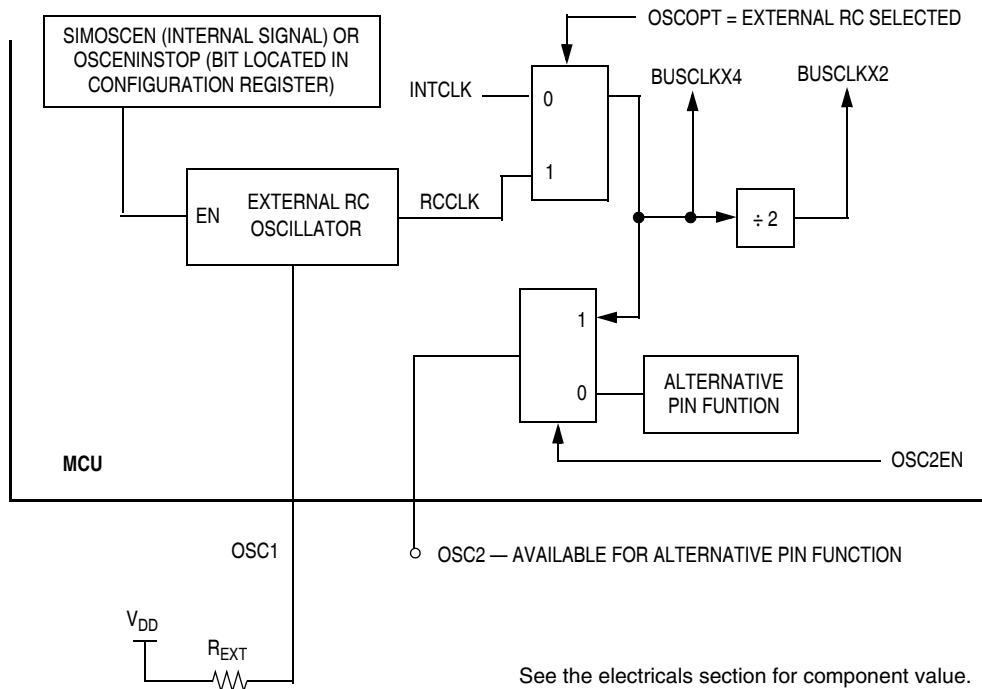 SIMOSCEN (INTERNAL SIGNAL) OR
OSCENINSTOP (BIT LOCATED IN
CONFIGURATION REGISTER)
OSCOPT = EXTERNAL RC SELECTED
INTCLK
0
1
BUSCLKX4
BUSCLKX2
EN
EXTERNAL RC
OSCILLATOR
RCCLK
÷ 2
1
0
ALTERNATIVE
PIN FUNTION
MCU
OSC2EN
OSC1
OSC2 — AVAILABLE FOR ALTERNATIVE PIN FUNCTION
VDD
REXT
See the electricals section for component value.